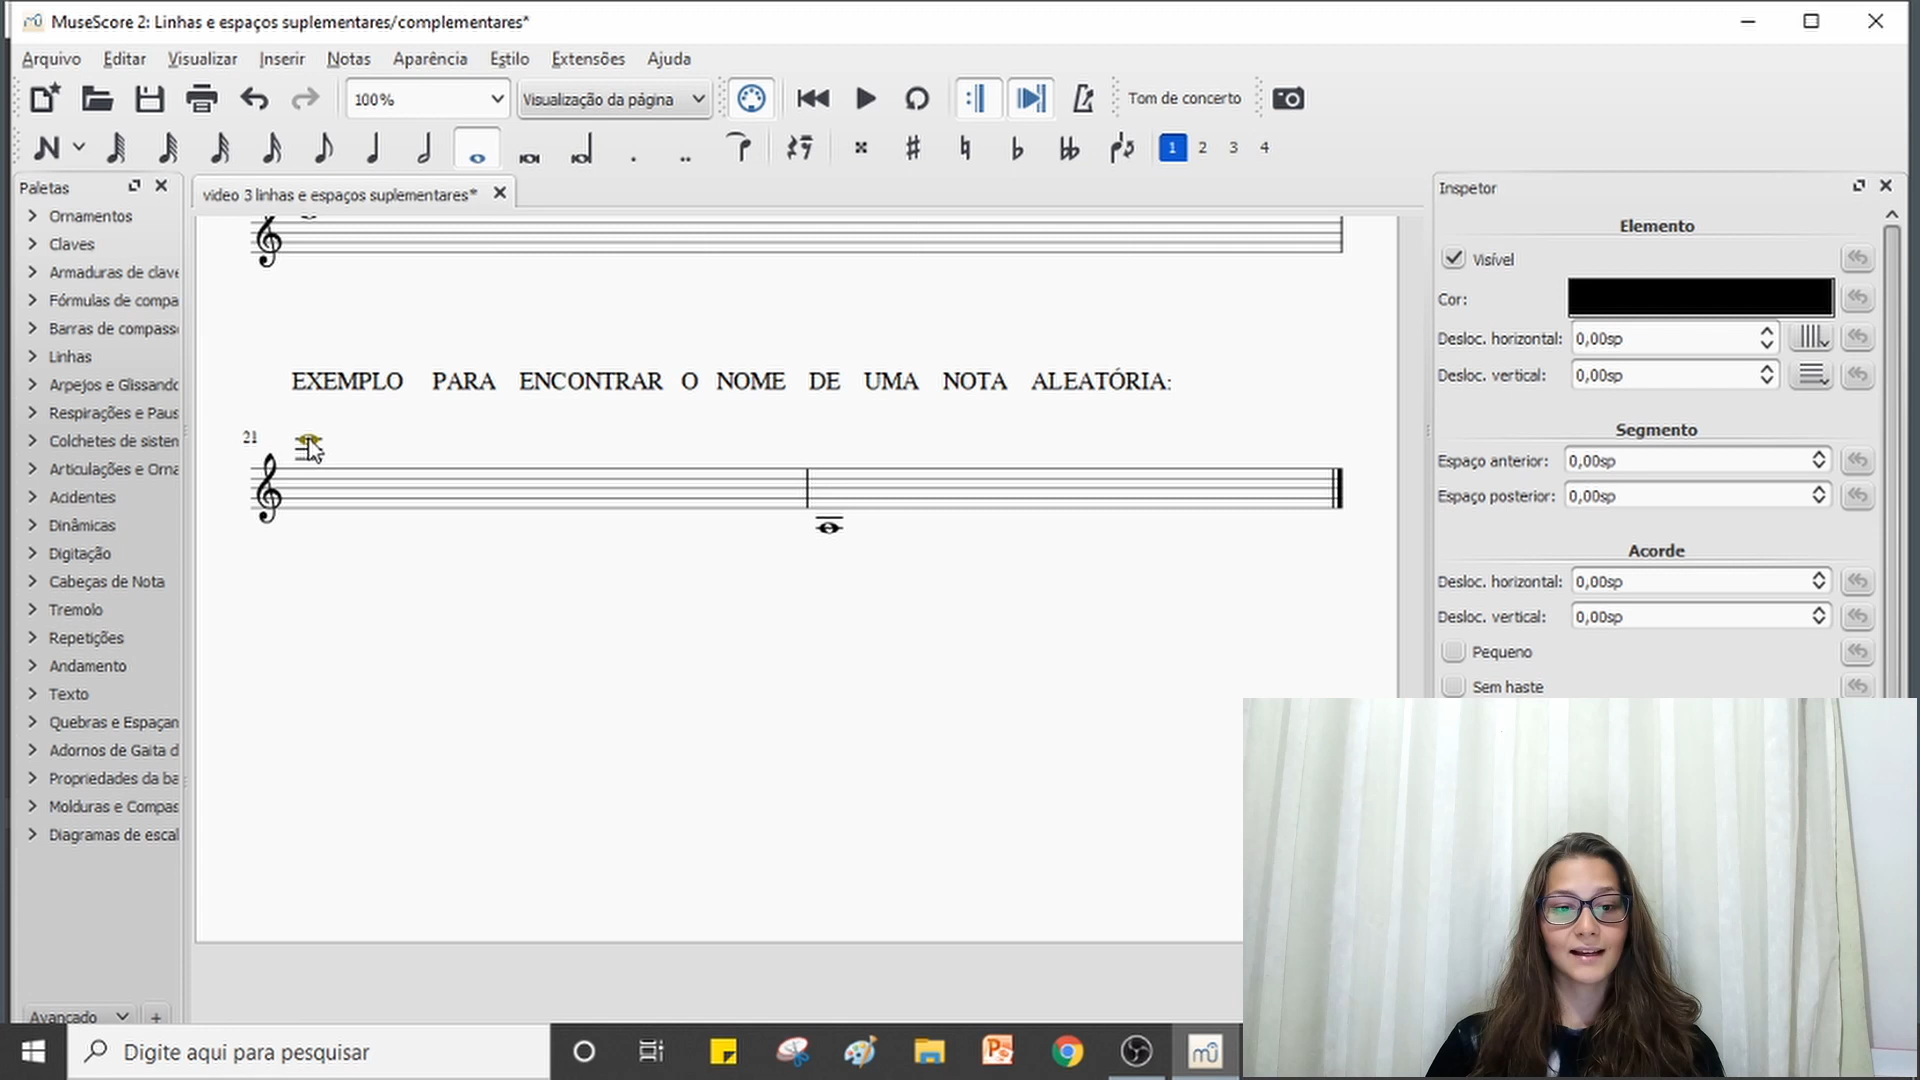 MuseScore 2: Linhas e espaços suplementares/complementares*
Arquivo Editar Visualizar Inserir Notas Aparência Estilo Extensões Ajuda
100% Visualização da página Tom de concerto
1 2 3 4
Paletas
Ornamentos
Claves
Armaduras de clave
Fórmulas de compa
Barras de compasso
Linhas
Arpejos e Glissando
Respirações e Paus
Colchetes de sisten
Articulações e Orna
Acidentes
Dinâmicas
Digitação
Cabeças de Nota
Tremolo
Repetições
Andamento
Texto
Quebras e Espaçan
Adornos de Gaita d
Propriedades da ba
Molduras e Compas
Diagramas de escal
Avançado
video 3 linhas e espaços suplementares*
EXEMPLO PARA ENCONTRAR O NOME DE UMA NOTA ALEATÓRIA:
21
Inspetor
Elemento
Visível
Cor:
Desloc. horizontal: 0,00sp
Desloc. vertical: 0,00sp
Segmento
Espaço anterior: 0,00sp
Espaço posterior: 0,00sp
Acorde
Desloc. horizontal: 0,00sp
Desloc. vertical: 0,00sp
Pequeno
Sem haste
Digite aqui para pesquisar